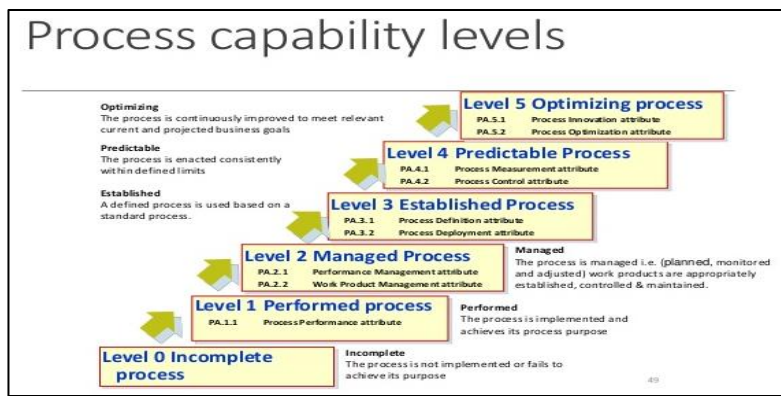 Process capability levels
Optimizing
The process is continuously improved to meet relevant
current and projected business goals
Level 5 Optimizing process
PA.5.1 Process Innovation attribute
PA.5.2 Process Optimization attribute
Predictable
The process is enacted consistently
within defined limits
Level 4 Predictable Process
PA.4.1 Process Measurement attribute
PA.4.2 Process Control attribute
Established
A defined process is used based on a
standard process.
Level 3 Established Process
PA.3.1 Process Definition attribute
PA.3.2 Process Deployment attribute
Level 2 Managed Process
PA.2.1 Performance Management attribute
PA.2.2 Work Product Management attribute
Managed
The process is managed i.e. (planned, monitored
and adjusted) work products are appropriately
established, controlled & maintained.
Level 1 Performed process
PA.1.1 Process Performance attribute
Performed
The process is implemented and
achieves its process purpose
Level 0 Incomplete
process
Incomplete
The process is not implemented or fails to
achieve its purpose
49